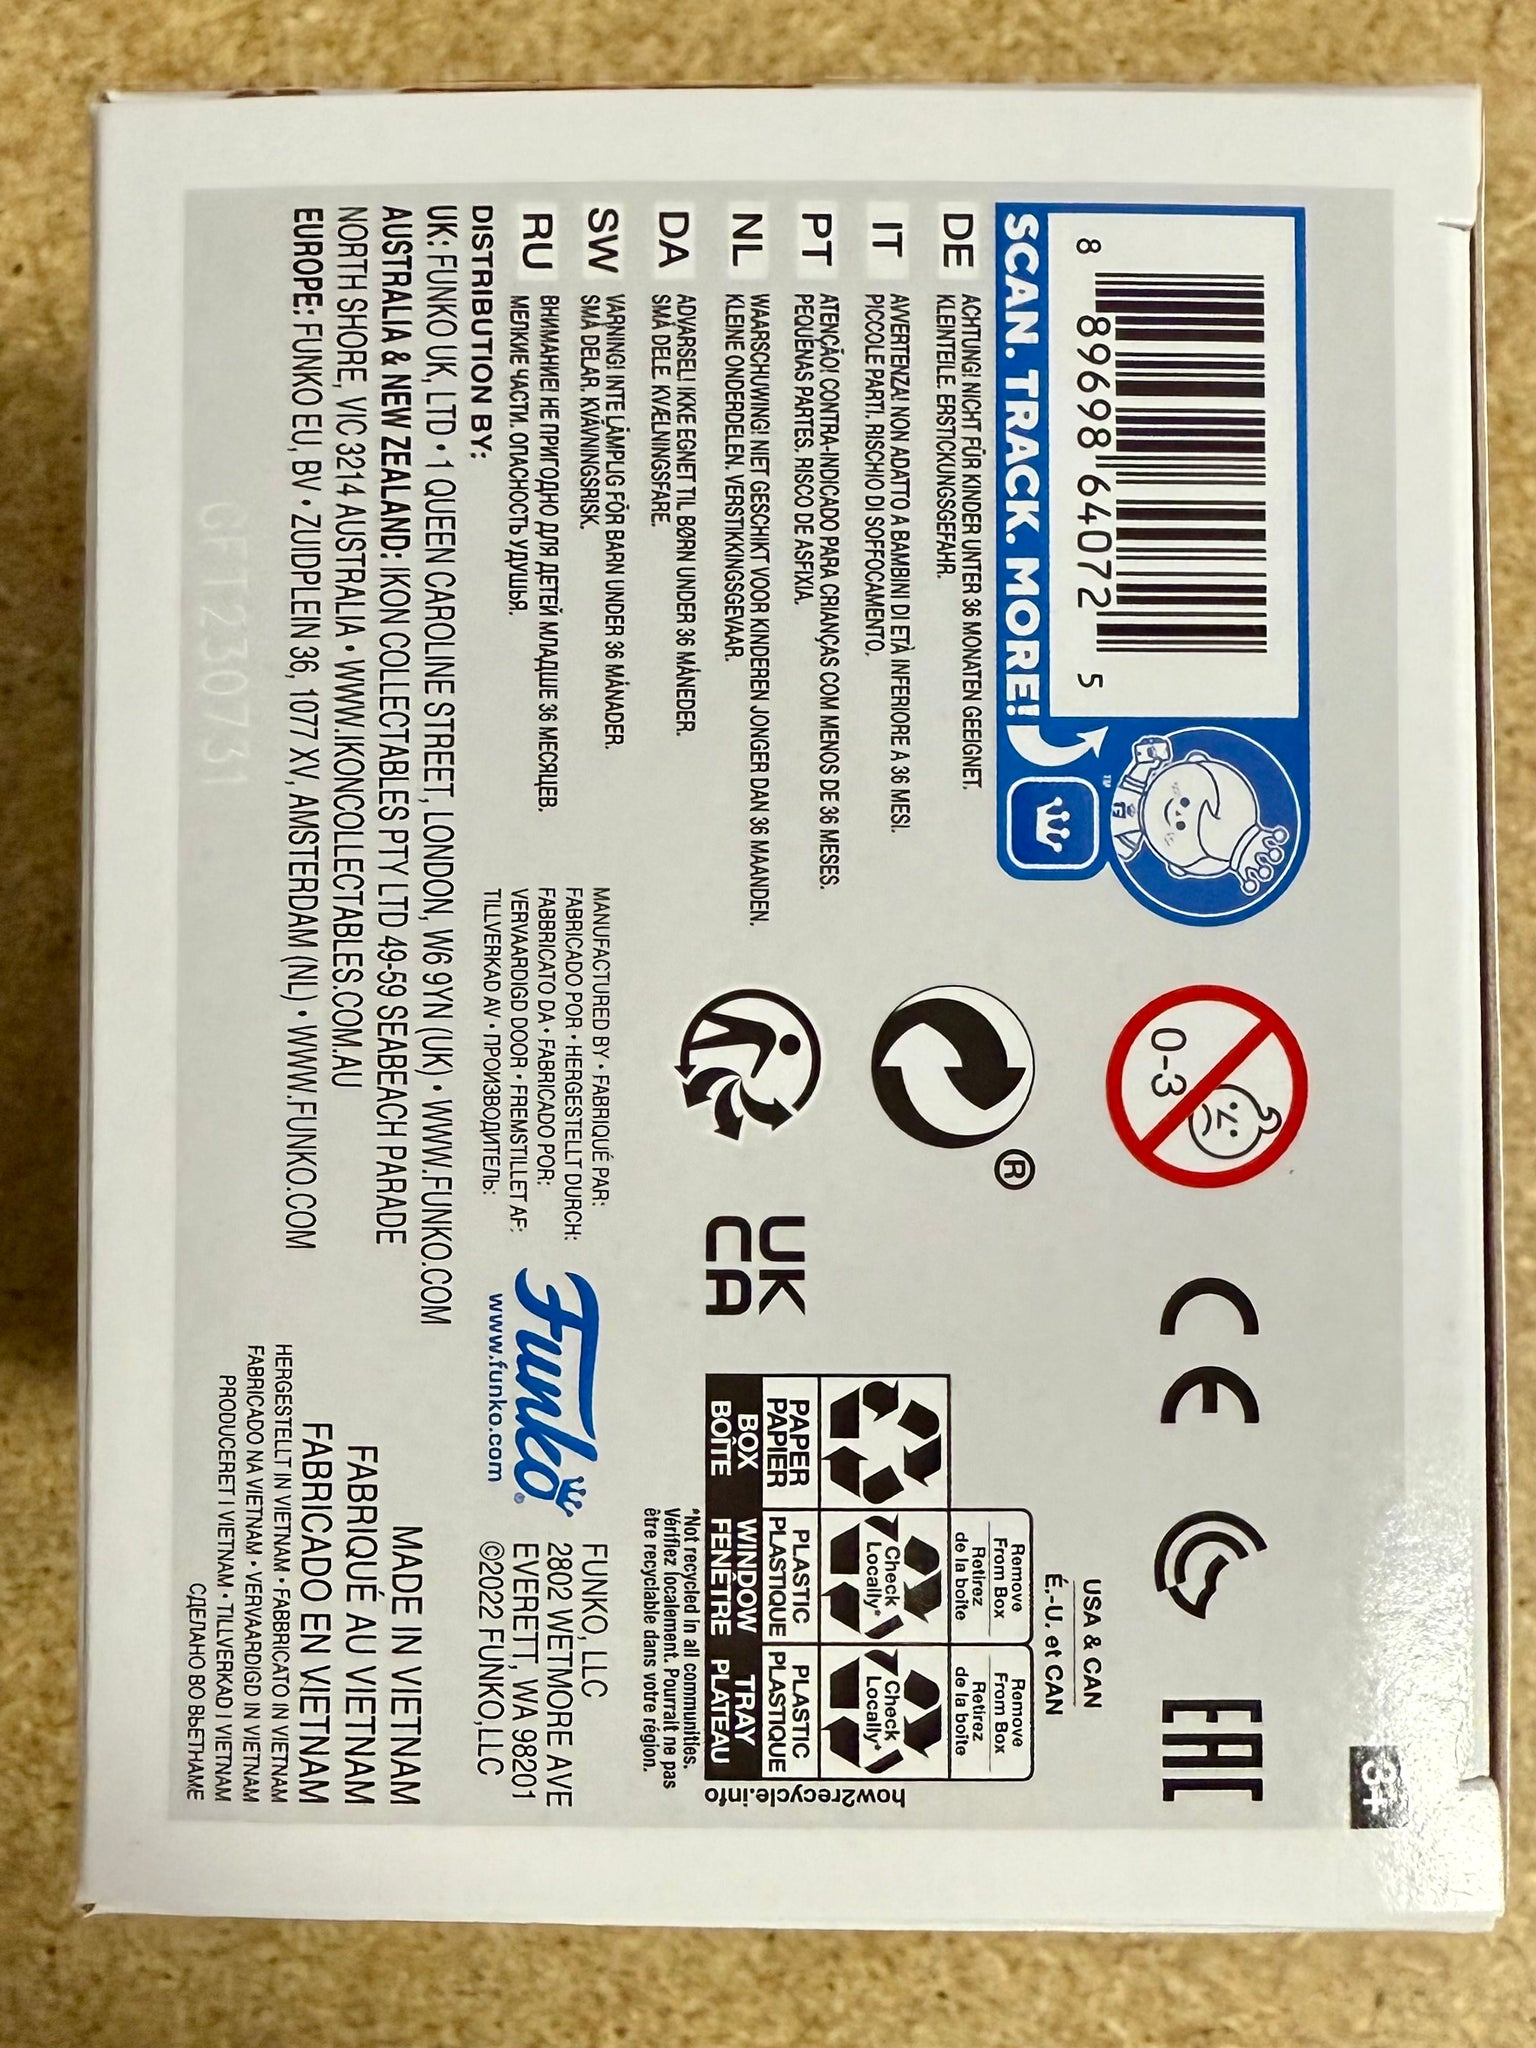 8 89698 64072 5
SCAN. TRACK. MORE!
TM
DE ACHTUNG! NICHT FÜR KINDER UNTER 36 MONATEN GEEIGNET.
KLEINTEILE. ERSTICKUNGSGEFAHR.
IT AVVERTENZA! NON ADATTO A BAMBINI DI ETÀ INFERIORE A 36 MESI.
PICCOLE PARTI. RISCHIO DI SOFFOCAMENTO.
PT ATENÇÃO! CONTRA-INDICADO PARA CRIANÇAS COM MENOS DE 36 MESES.
PEQUENAS PARTES. RISCO DE ASFIXIA.
NL WAARSCHUWING! NIET GESCHIKT VOOR KINDEREN JONGER DAN 36 MAANDEN.
KLEINE ONDERDELEN. VERSTIKKINGSGEVAAR.
DA ADVARSEL! IKKE EGNET TIL BØRN UNDER 36 MÅNEDER.
SMÅ DELE. KVÆLNINGSFARE.
SW VARNING! INTE LÄMPLIG FÖR BARN UNDER 36 MÅNADER.
SMÅ DELAR. KVÄVNINGSRISK.
RU ВНИМАНИЕ! НЕ ПРИГОДНО ДЛЯ ДЕТЕЙ МЛАДШЕ 36 МЕСЯЦЕВ.
МЕЛКИЕ ЧАСТИ. ОПАСНОСТЬ УДУШЬЯ.
DISTRIBUTION BY:
UK: FUNKO UK, LTD • 1 QUEEN CAROLINE STREET, LONDON, W6 9YN (UK) • WWW.FUNKO.COM
AUSTRALIA & NEW ZEALAND: IKON COLLECTABLES PTY LTD 49-59 SEABEACH PARADE
NORTH SHORE, VIC 3214 AUSTRALIA • WWW.IKONCOLLECTABLES.COM.AU
EUROPE: FUNKO EU, BV • ZUIDPLEIN 36, 1077 XV, AMSTERDAM (NL) • WWW.FUNKO.COM
GFT230731
0-3
CE
EAC
3+
®
UK
CA
USA & CAN
É.-U. et CAN
Remove
From Box
Retirez
de la boîte
Remove
From Box
Retirez
de la boîte
Check
Locally*
Check
Locally*
PAPER
PAPIER
PLASTIC
PLASTIQUE
PLASTIC
PLASTIQUE
BOX
BOÎTE
WINDOW
FENÊTRE
TRAY
PLATEAU
how2recycle.info
*Not recycled in all communities.
Vérifiez localement. Pourrait ne pas
être recyclable dans votre région.
MANUFACTURED BY • FABRIQUÉ PAR:
FABRICADO POR • HERGESTELLT DURCH:
FABBRICATO DA • FABRICADO POR:
VERVAARDIGD DOOR • FREMSTILLET AF:
TILLVERKAD AV • ПРОИЗВОДИТЕЛЬ:
Funko®
www.funko.com
FUNKO, LLC
2802 WETMORE AVE
EVERETT, WA 98201
©2022 FUNKO, LLC
MADE IN VIETNAM
FABRIQUÉ AU VIETNAM
FABRICADO EN VIETNAM
HERGESTELLT IN VIETNAM • FABBRICATO IN VIETNAM
FABRICADO NA VIETNAM • VERVAARDIGD IN VIETNAM
PRODUCERET I VIETNAM • TILLVERKAD I VIETNAM
СДЕЛАНО ВО ВЬЕТНАМЕ